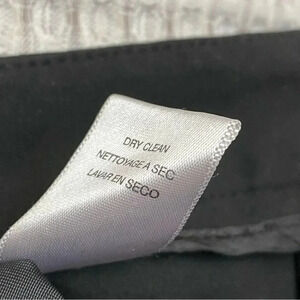 DRY CLEAN
NETTOYAGE A SEC
LAVAR EN SECO